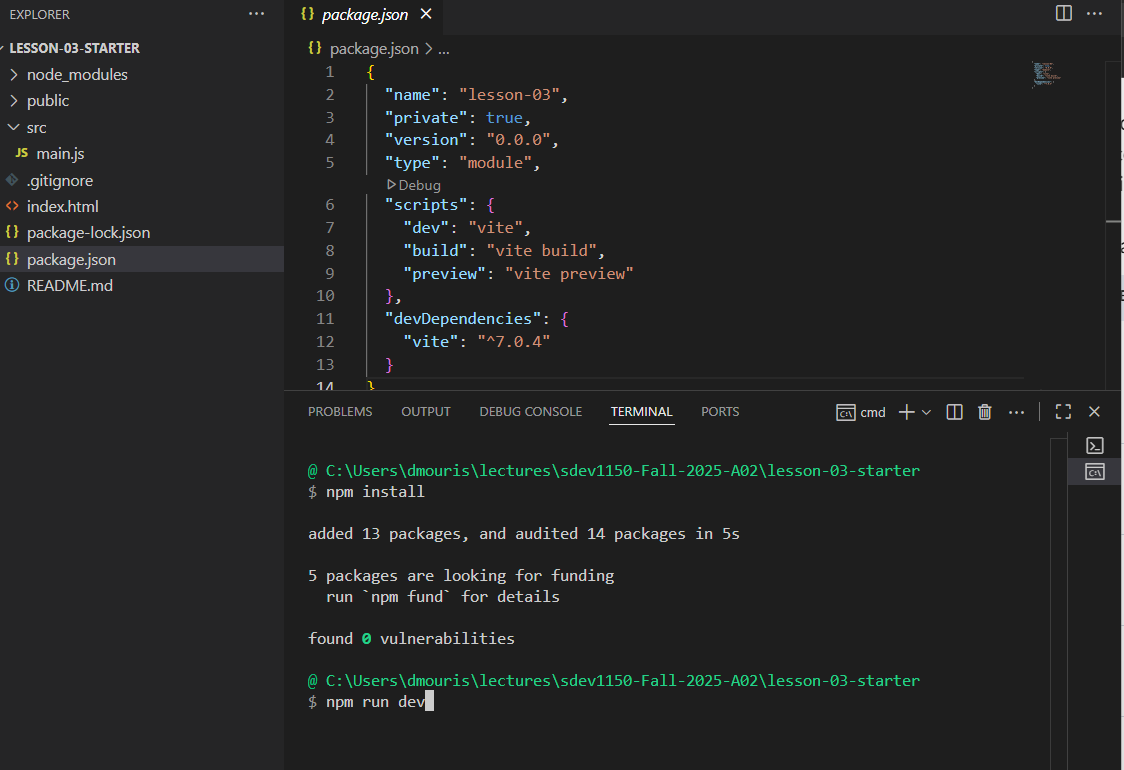 EXPLORER
LESSON-03-STARTER
node_modules
public
src
JS main.js
.gitignore
index.html
package-lock.json
package.json
README.md
{} package.json
{} package.json > ...
1 {
2 "name": "lesson-03",
3 "private": true,
4 "version": "0.0.0",
5 "type": "module",
Debug
6 "scripts": {
7 "dev": "vite",
8 "build": "vite build",
9 "preview": "vite preview"
10 },
11 "devDependencies": {
12 "vite": "^7.0.4"
13 }
14 }
PROBLEMS OUTPUT DEBUG CONSOLE TERMINAL PORTS cmd
@ C:\Users\dmouris\lectures\sdev1150-Fall-2025-A02\lesson-03-starter
$ npm install
added 13 packages, and audited 14 packages in 5s
5 packages are looking for funding
run `npm fund` for details
found 0 vulnerabilities
@ C:\Users\dmouris\lectures\sdev1150-Fall-2025-A02\lesson-03-starter
$ npm run dev